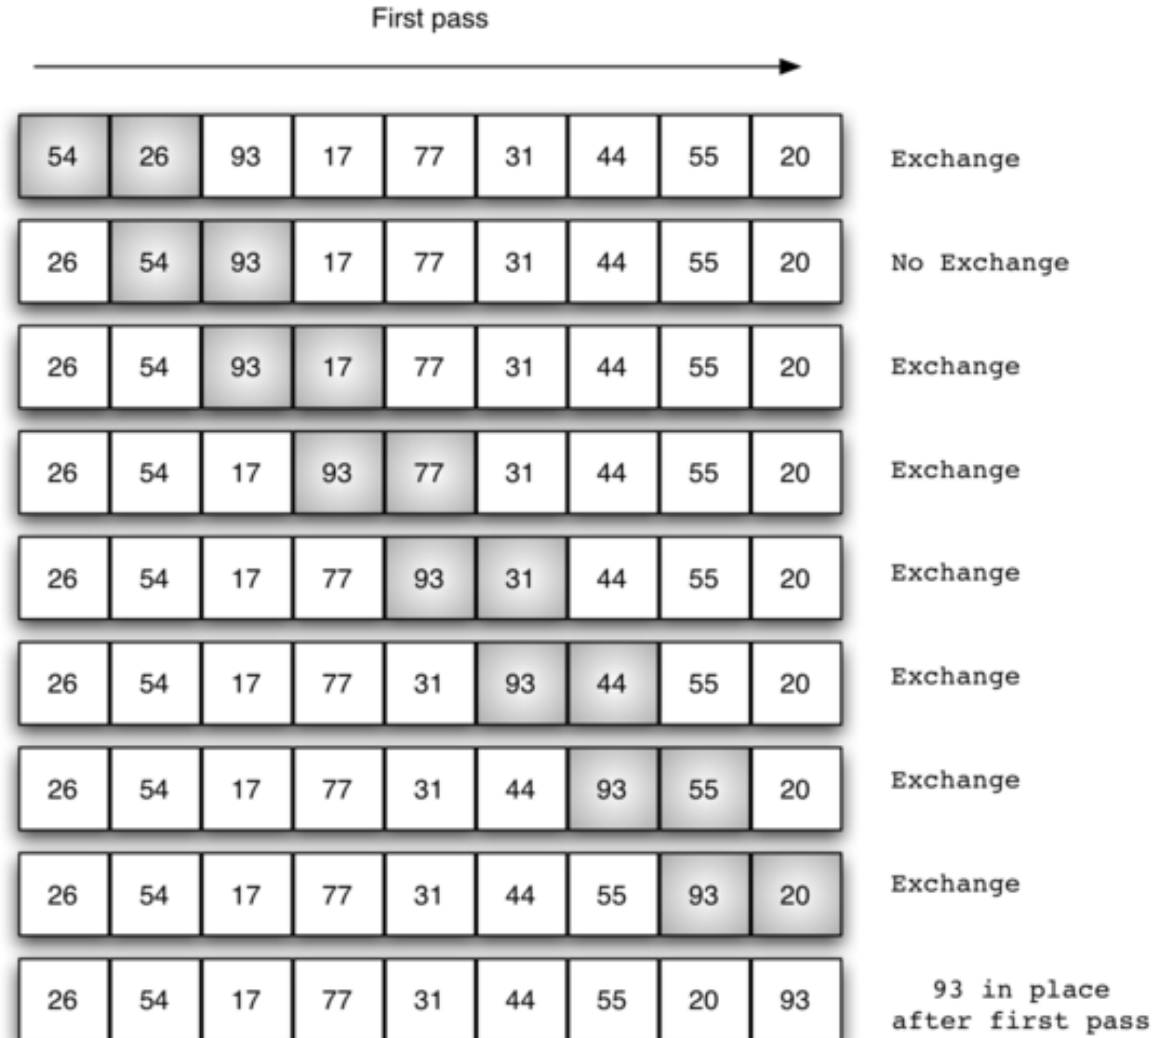 First pass
54 26 93 17 77 31 44 55 20 Exchange
26 54 93 17 77 31 44 55 20 No Exchange
26 54 93 17 77 31 44 55 20 Exchange
26 54 17 93 77 31 44 55 20 Exchange
26 54 17 77 93 31 44 55 20 Exchange
26 54 17 77 31 93 44 55 20 Exchange
26 54 17 77 31 44 93 55 20 Exchange
26 54 17 77 31 44 55 93 20 Exchange
26 54 17 77 31 44 55 20 93
93 in place
after first pass